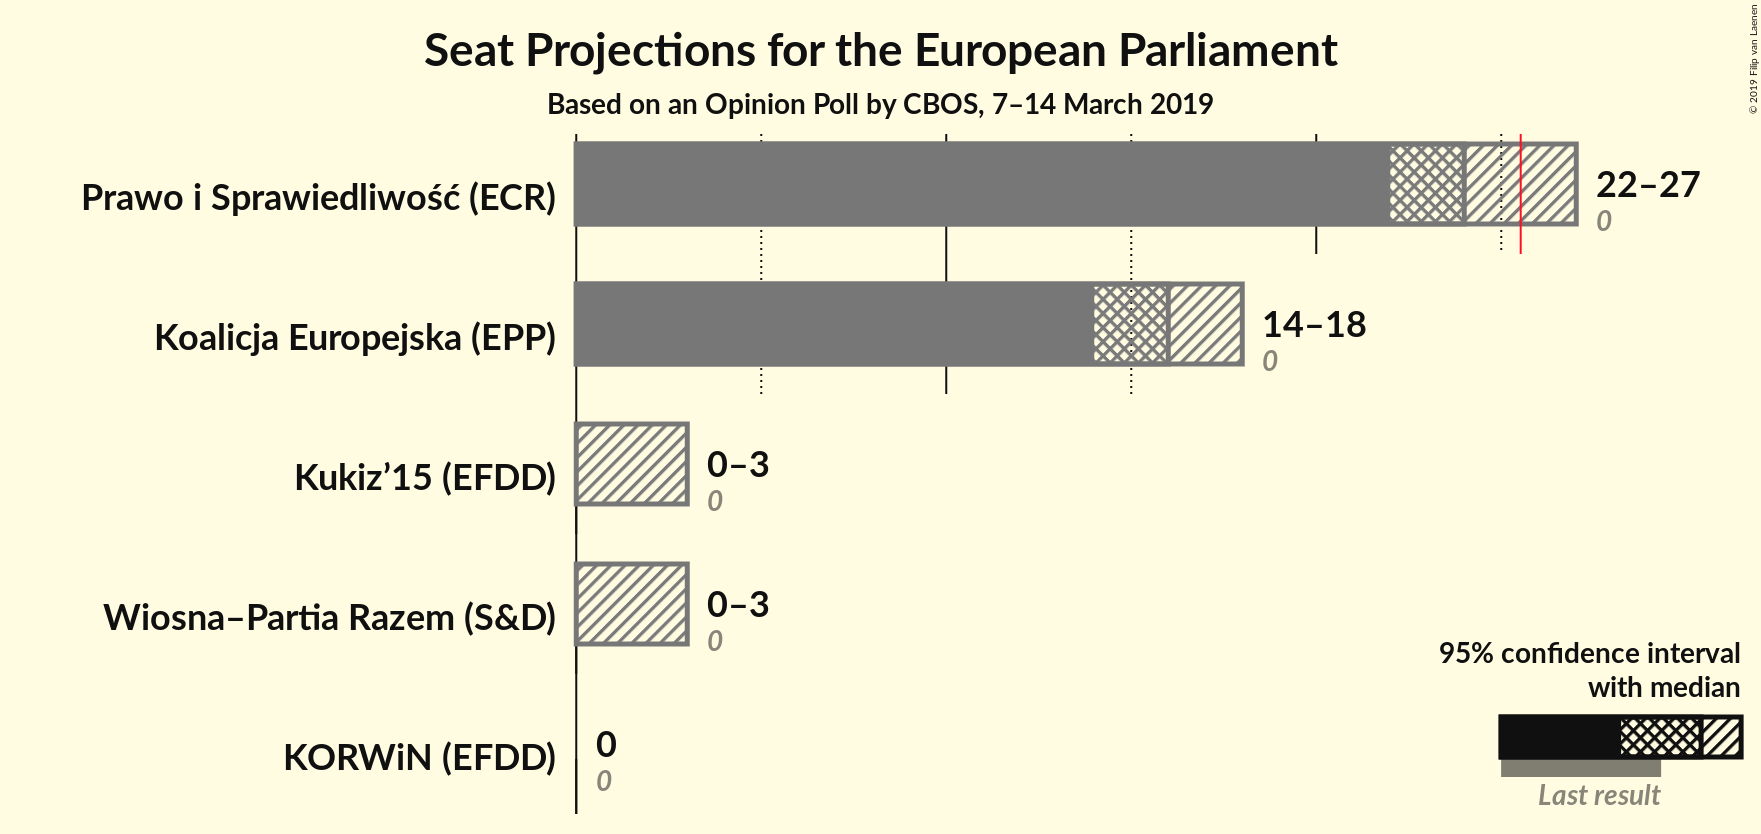 Seat Projections for the European Parliament
Based on an Opinion Poll by CBOS, 7–14 March 2019
© 2019 Filip van Laenen
Prawo i Sprawiedliwość (ECR)
22–27
0
Koalicja Europejska (EPP)
14–18
0
Kukiz’15 (EFDD)
0–3
0
Wiosna–Partia Razem (S&D)
0–3
0
KORWiN (EFDD)
0
0
95% confidence interval
with median
Last result